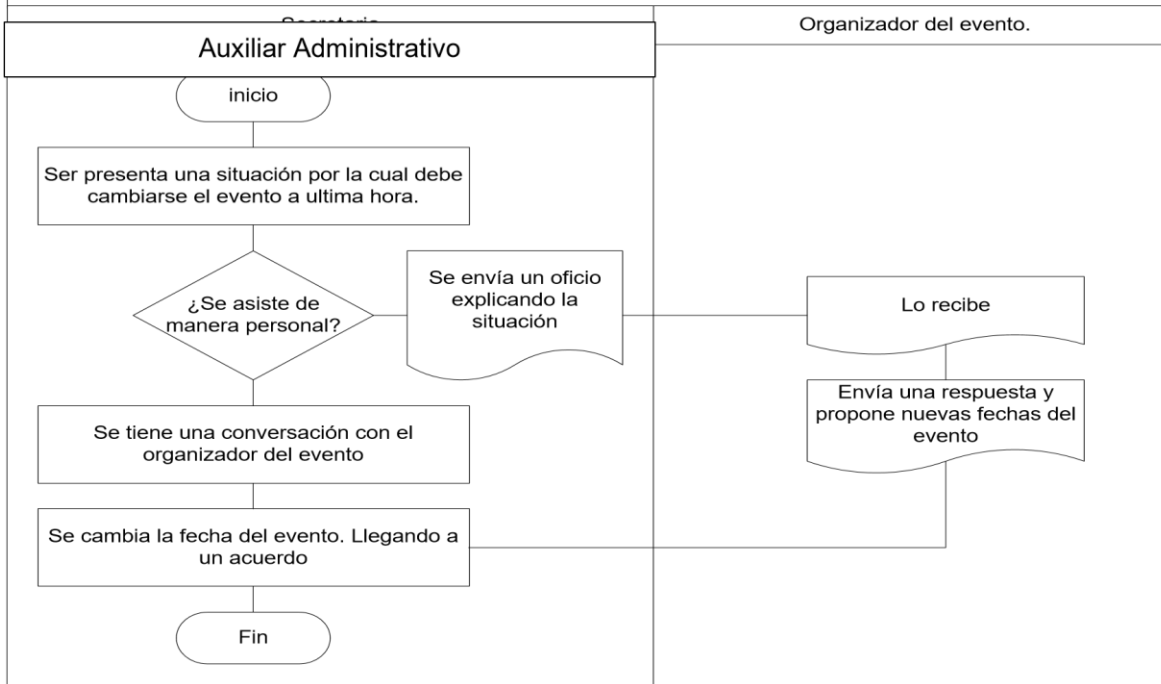 Organizador del evento.
Auxiliar Administrativo
inicio
Ser presenta una situación por la cual debe
cambiarse el evento a ultima hora.
¿Se asiste de
manera personal?
Se envía un oficio
explicando la
situación
Lo recibe
Envía una respuesta y
propone nuevas fechas del
evento
Se tiene una conversación con el
organizador del evento
Se cambia la fecha del evento. Llegando a
un acuerdo
Fin